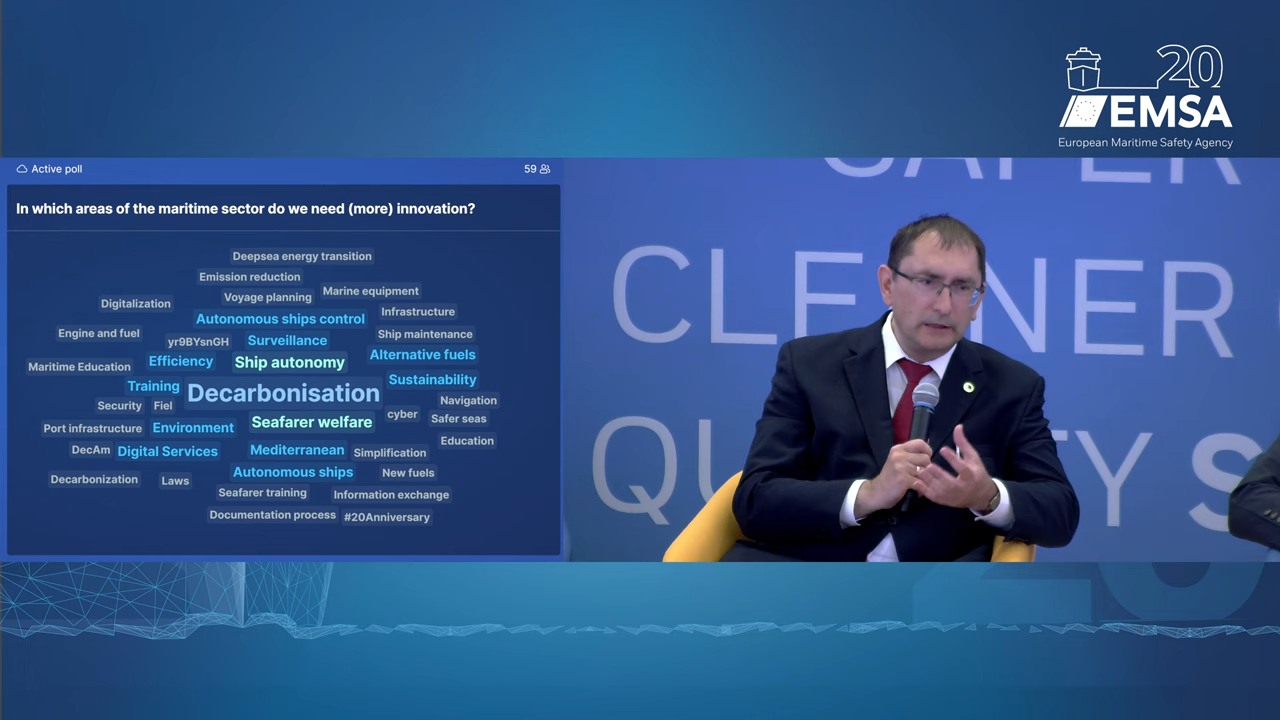 20
EMSA
European Maritime Safety Agency
Active poll
59
In which areas of the maritime sector do we need (more) innovation?
Deepsea energy transition
Emission reduction
Voyage planning
Marine equipment
Digitalization
Autonomous ships control
Infrastructure
Engine and fuel
yr9BYsnGH
Surveillance
Ship maintenance
Maritime Education
Efficiency
Ship autonomy
Alternative fuels
Training
Decarbonisation
Sustainability
Security
Fiel
Navigation
cyber
Safer seas
Port infrastructure
Environment
Seafarer welfare
Education
DecAm
Digital Services
Mediterranean
Simplification
Decarbonization
Laws
Autonomous ships
New fuels
Seafarer training
Information exchange
Documentation process
#20Anniversary
SAFER
CLEANER
20